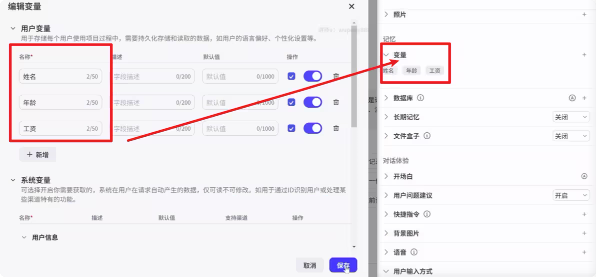 编辑变量
用户变量
用于存储每个用户使用项目过程中，需要持久化存储和读取的数据，如用户的语言偏好、个性化设置等。
名称* 描述 默认值 操作
姓名 2/50 字段描述 0/200 默认值 0/1000
年龄 2/50 字段描述 0/200 默认值 0/1000
工资 2/50 字段描述 0/200 默认值 0/1000
+ 新增
系统变量
可选择开启你需要获取的，系统在用户在请求自动产生的数据，仅可读不可修改。如用于通过ID识别用户或处理某些渠道特有的功能。
名称* 描述 默认值 支持渠道 操作
用户信息
取消 保存
照片
记忆
变量
姓名 年龄 工资
数据库
长期记忆 关闭
文件盒子 关闭
对话体验
开场白
用户问题建议 开启
快捷指令
背景图片
语音
用户输入方式